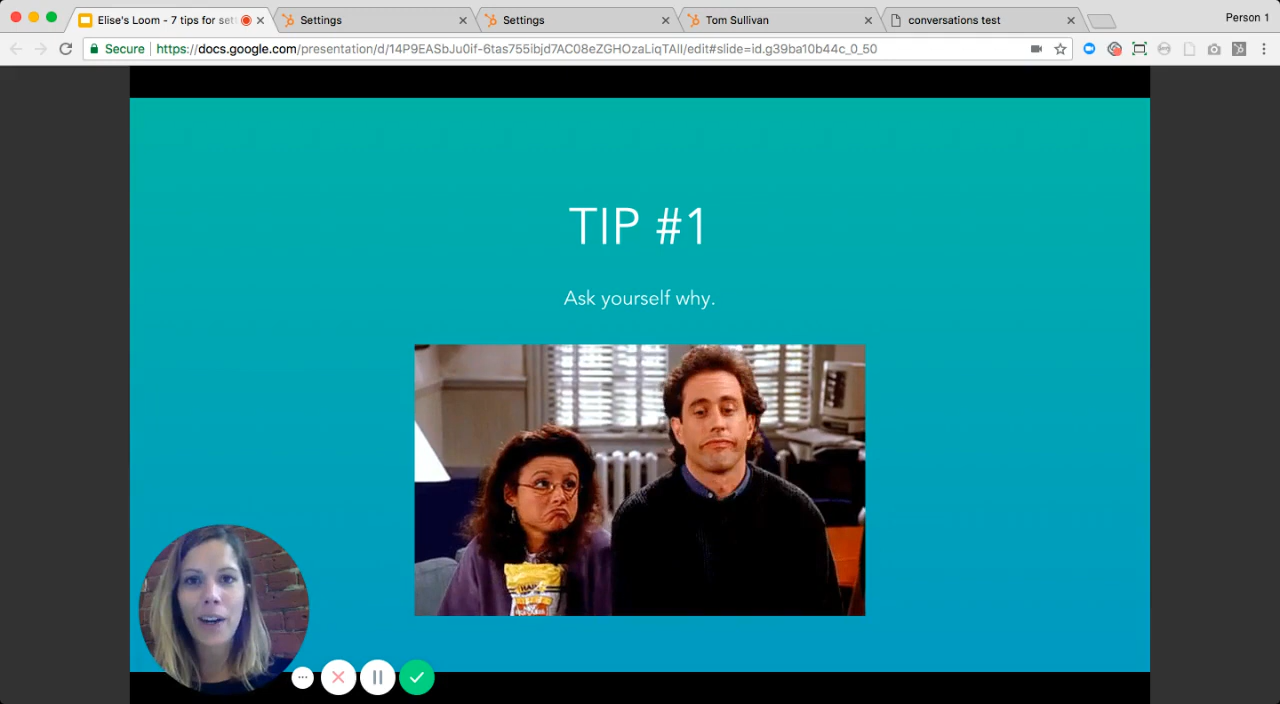 Elise's Loom - 7 tips for set
Settings
Settings
Tom Sullivan
conversations test
Person 1
Secure
https://docs.google.com/presentation/d/14P9EASbJu0if-6tas755ibjd7AC08eZGHOzaLiqTAlI/edit#slide=id.g39ba10b44c_0_50
TIP #1
Ask yourself why.